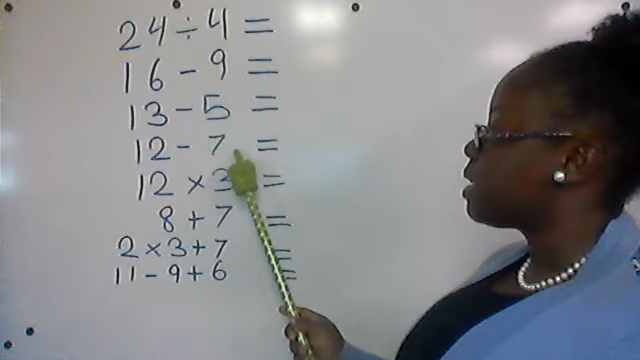 24 ÷ 4 =
16 - 9 =
13 - 5 =
12 - 7 =
12 × 3 =
8 + 7 =
2 × 3 + 7 =
11 - 9 + 6 =